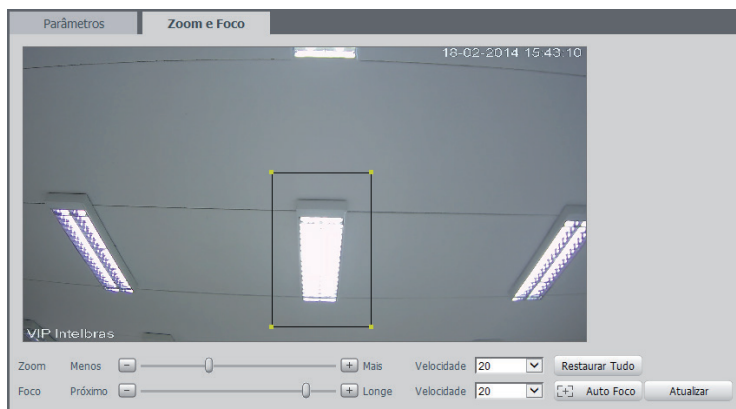 Parâmetros Zoom e Foco
18-02-2014 15:43:10
VIP Intelbras
Zoom Menos - + Mais Velocidade 20 Restaurar Tudo
Foco Próximo - + Longe Velocidade 20 [+] Auto Foco Atualizar